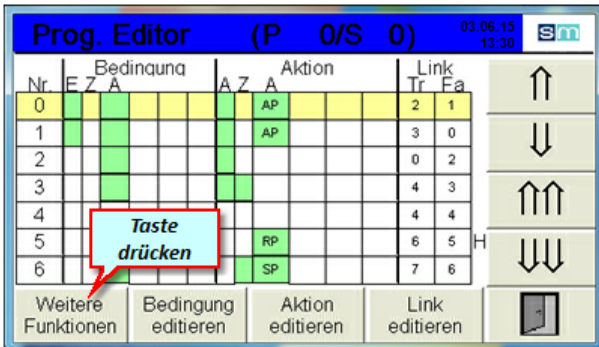 Prog. Editor (P 0/S 0) 03.06.15 13:30 sm
Bedingung Aktion Link
Nr. E Z A A Z A Tr Fa
0 AP 2 1
1 AP 3 0
2 0 2
3 4 3
4 4 4
5 RP 6 5 H
6 SP 7 6
Taste
drücken
Weitere Bedingung Aktion Link
Funktionen editieren editieren editieren